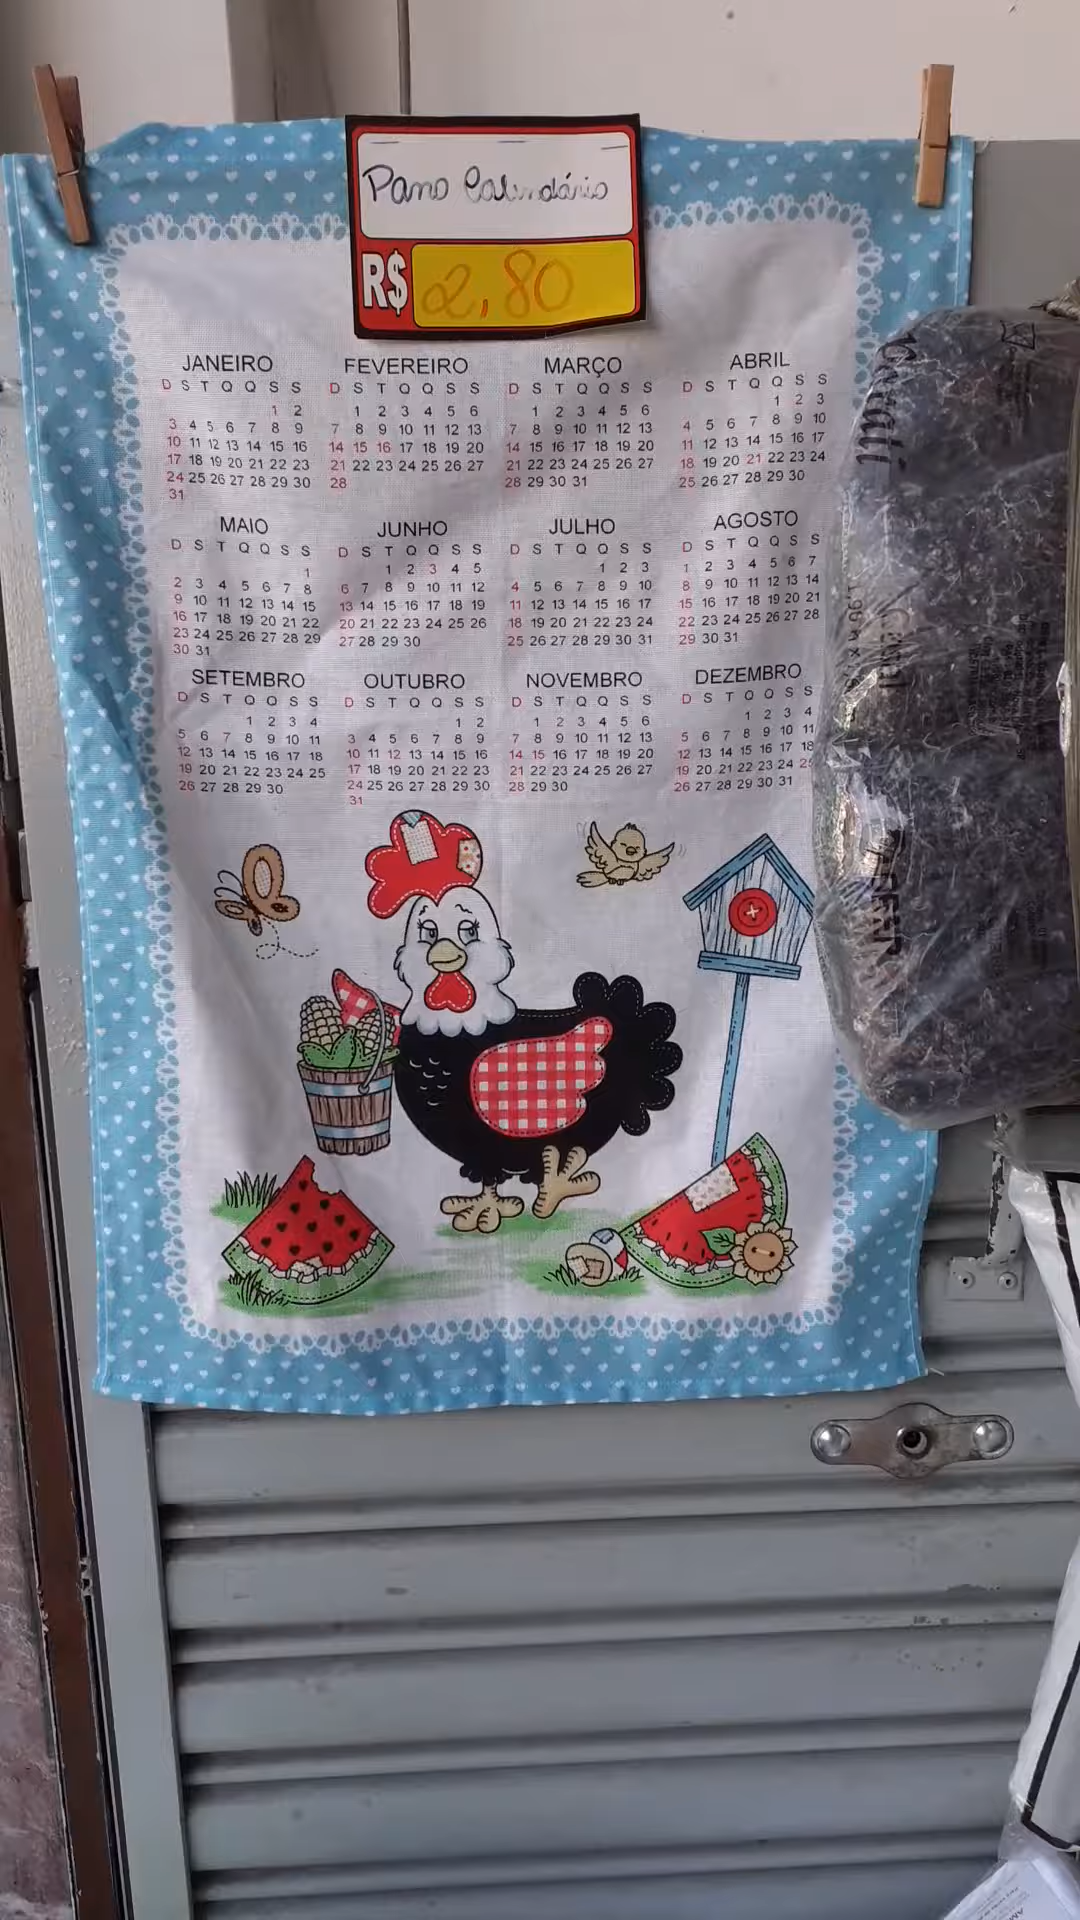 Pano Calendário
R$ 2,80
JANEIRO FEVEREIRO MARÇO ABRIL
D S T Q Q S S D S T Q Q S S D S T Q Q S S D S T Q Q S S
1 2 1 2 3 4 5 6 1 2 3 4 5 6 1 2 3
3 4 5 6 7 8 9 7 8 9 10 11 12 13 7 8 9 10 11 12 13 4 5 6 7 8 9 10
10 11 12 13 14 15 16 14 15 16 17 18 19 20 14 15 16 17 18 19 20 11 12 13 14 15 16 17
17 18 19 20 21 22 23 21 22 23 24 25 26 27 21 22 23 24 25 26 27 18 19 20 21 22 23 24
24 25 26 27 28 29 30 28 28 29 30 31 25 26 27 28 29 30
31
MAIO JUNHO JULHO AGOSTO
D S T Q Q S S D S T Q Q S S D S T Q Q S S D S T Q Q S S
1 1 2 3 4 5 1 2 3 1 2 3 4 5 6 7
2 3 4 5 6 7 8 6 7 8 9 10 11 12 4 5 6 7 8 9 10 8 9 10 11 12 13 14
9 10 11 12 13 14 15 13 14 15 16 17 18 19 11 12 13 14 15 16 17 15 16 17 18 19 20 21
16 17 18 19 20 21 22 20 21 22 23 24 25 26 18 19 20 21 22 23 24 22 23 24 25 26 27 28
23 24 25 26 27 28 29 27 28 29 30 25 26 27 28 29 30 31 29 30 31
30 31
SETEMBRO OUTUBRO NOVEMBRO DEZEMBRO
D S T Q Q S S D S T Q Q S S D S T Q Q S S D S T Q Q S S
1 2 3 4 1 2 1 2 3 4 5 6 1 2 3 4
5 6 7 8 9 10 11 3 4 5 6 7 8 9 7 8 9 10 11 12 13 5 6 7 8 9 10 11
12 13 14 15 16 17 18 10 11 12 13 14 15 16 14 15 16 17 18 19 20 12 13 14 15 16 17 18
19 20 21 22 23 24 25 17 18 19 20 21 22 23 21 22 23 24 25 26 27 19 20 21 22 23 24 25
26 27 28 29 30 24 25 26 27 28 29 30 28 29 30 26 27 28 29 30 31
31